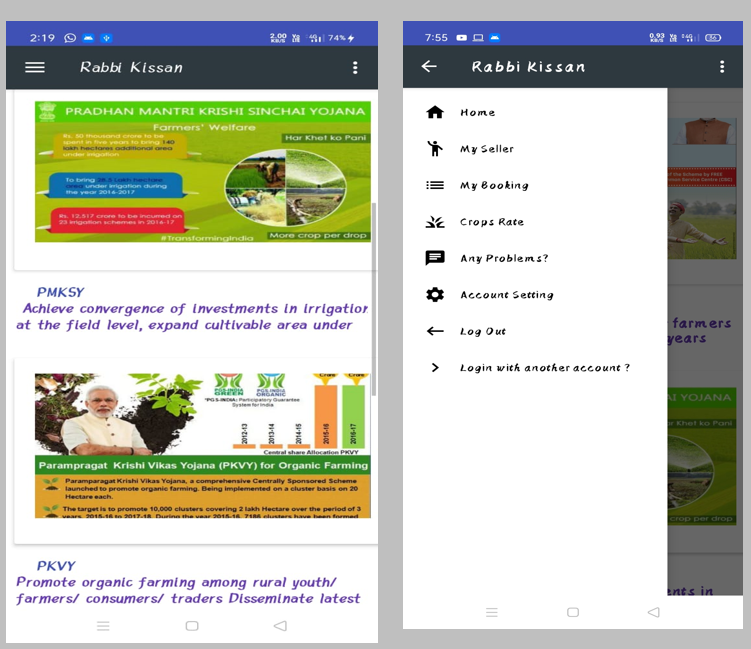 2:19
2.00 KB/S
4G
74%
Rabbi Kissan
PRADHAN MANTRI KRISHI SINCHAI YOJANA
Farmers' Welfare
Rs. 50 thousand crore to be
spent in five years to bring 140
lakh hectares additional area
under irrigation
Har Khet ko Pani
To bring 28.5 Lakh hectare
area under irrigation during
the year 2016-2017
Rs. 12,517 crore to be incurred on
23 irrigation schemes in 2016-17
#TransformingIndia
More crop per drop
PMKSY
Achieve convergence of investments in irrigation
at the field level, expand cultivable area under
PGS-INDIA
GREEN
PGS-INDIA
ORGANIC
*PGS-INDIA: Participatory Guarantee
System for India
Crore
Crore
2012-13
2013-14
2014-15
2015-16
2016-17
Central share Allocation PKVY
Parampragat Krishi Vikas Yojana (PKVY) for Organic Farming
Paramparagat Krishi Vikas Yojana, a comprehensive Centrally Sponsored Scheme
launched to promote organic farming. Being implemented on a cluster basis on 20
Hectare each.
The target is to promote 10,000 clusters covering 2 lakh Hectare over the period of 3
years, 2015-16 to 2017-18. During the year 2015-16, 7186 clusters have been formed
PKVY
Promote organic farming among rural youth/
farmers/ consumers/ traders Disseminate latest
7:55
0.93 KB/S
36
Rabbi Kissan
Home
My Seller
My Booking
Crops Rate
Any Problems?
Account Setting
Log Out
Login with another account ?
of the Scheme by FREE
Service Centre (CSC)
farmers
years
YOJANA
Khet ko Pani
crop per drop
ents in